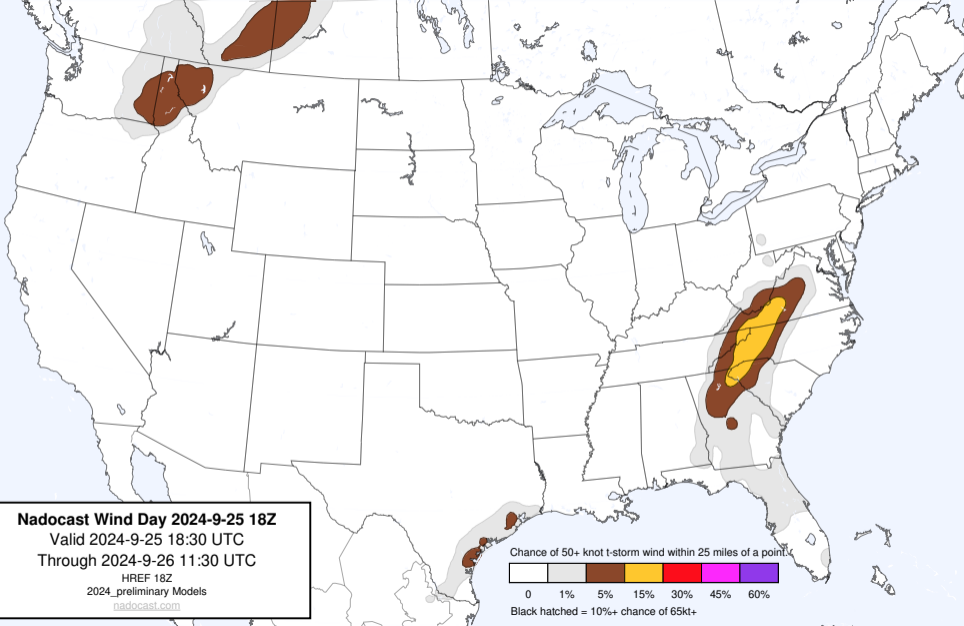 Nadocast Wind Day 2024-9-25 18Z
Valid 2024-9-25 18:30 UTC
Through 2024-9-26 11:30 UTC
HREF 18Z
2024_preliminary Models
nadocast.com
Chance of 50+ knot t-storm wind within 25 miles of a point.
0 1% 5% 15% 30% 45% 60%
Black hatched = 10%+ chance of 65kt+